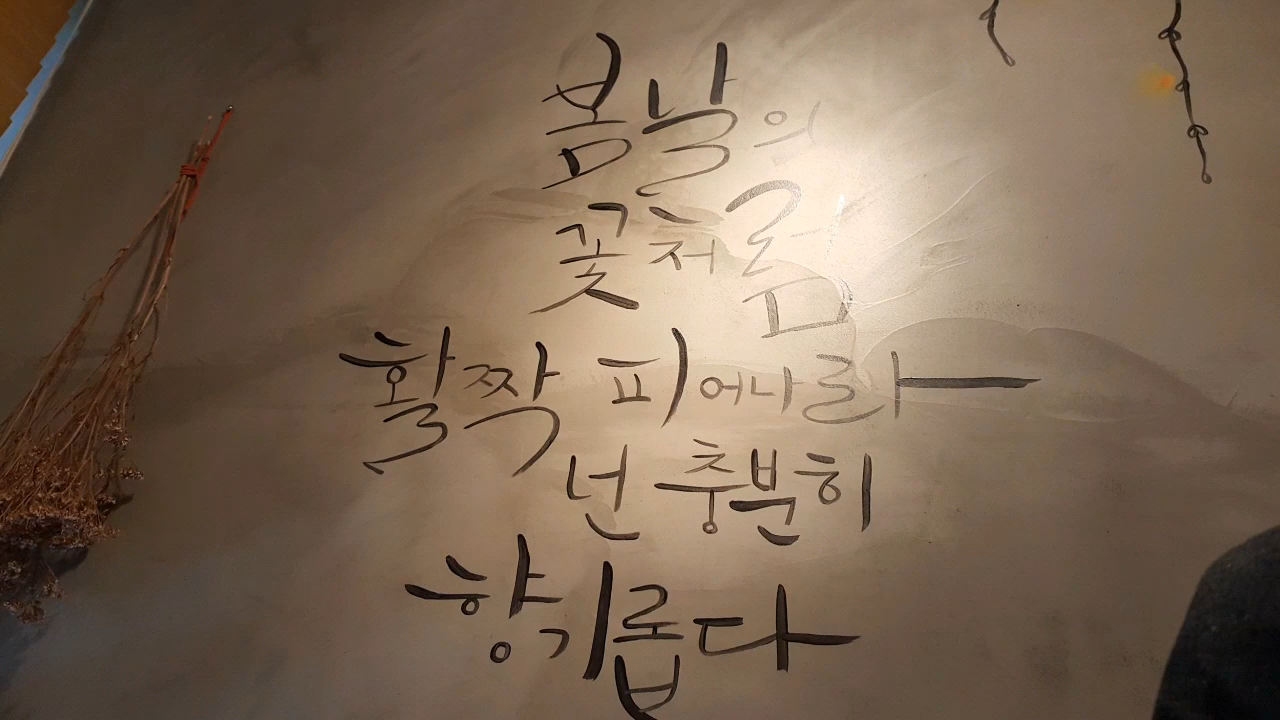 봄날의
꽃처럼
활짝 피어나라
넌 충분히
향기롭다